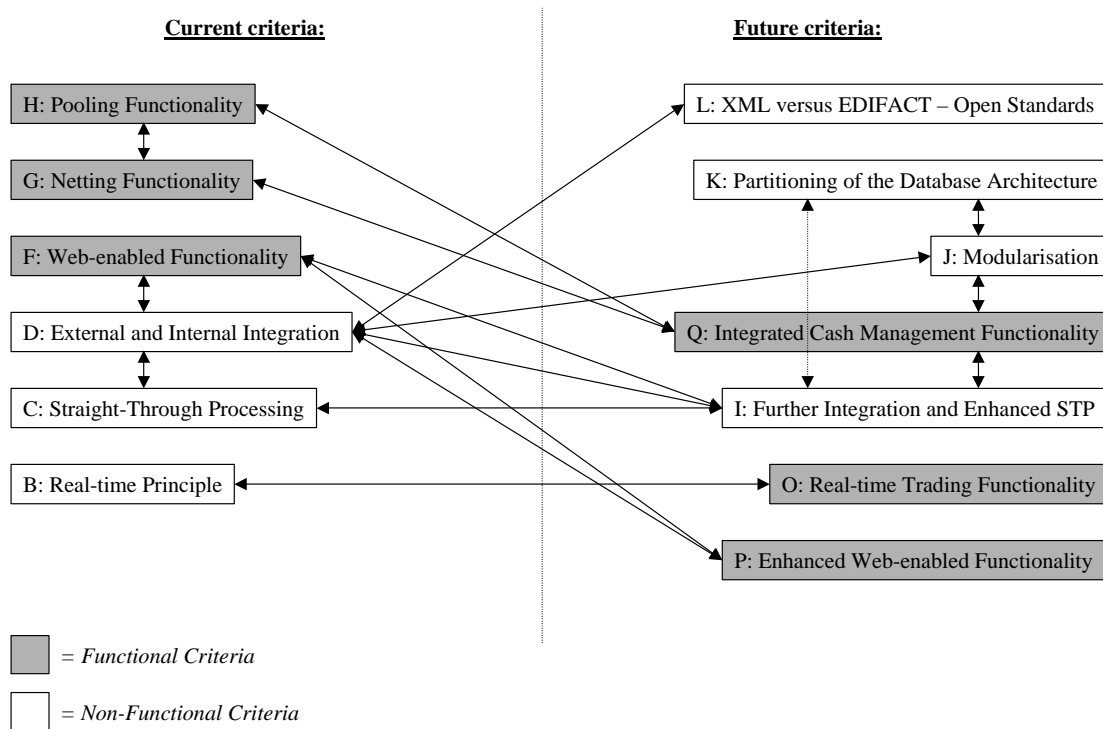 Current criteria:
Future criteria:
H: Pooling Functionality
L: XML versus EDIFACT – Open Standards
G: Netting Functionality
K: Partitioning of the Database Architecture
F: Web-enabled Functionality
J: Modularisation
D: External and Internal Integration
Q: Integrated Cash Management Functionality
C: Straight-Through Processing
I: Further Integration and Enhanced STP
B: Real-time Principle
O: Real-time Trading Functionality
P: Enhanced Web-enabled Functionality
= Functional Criteria
= Non-Functional Criteria